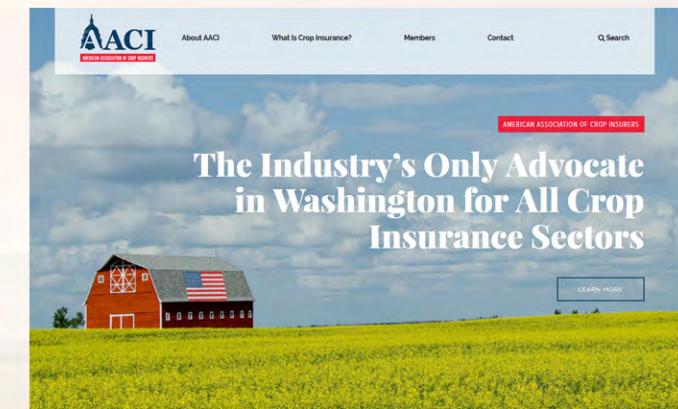 AACI
AMERICAN ASSOCIATION OF CROP INSURERS
About AACI
What is Crop Insurance?
Members
Contact
Search
AMERICAN ASSOCIATION OF CROP INSURERS
The Industry's Only Advocate
in Washington for All Crop
Insurance Sectors
LEARN MORE